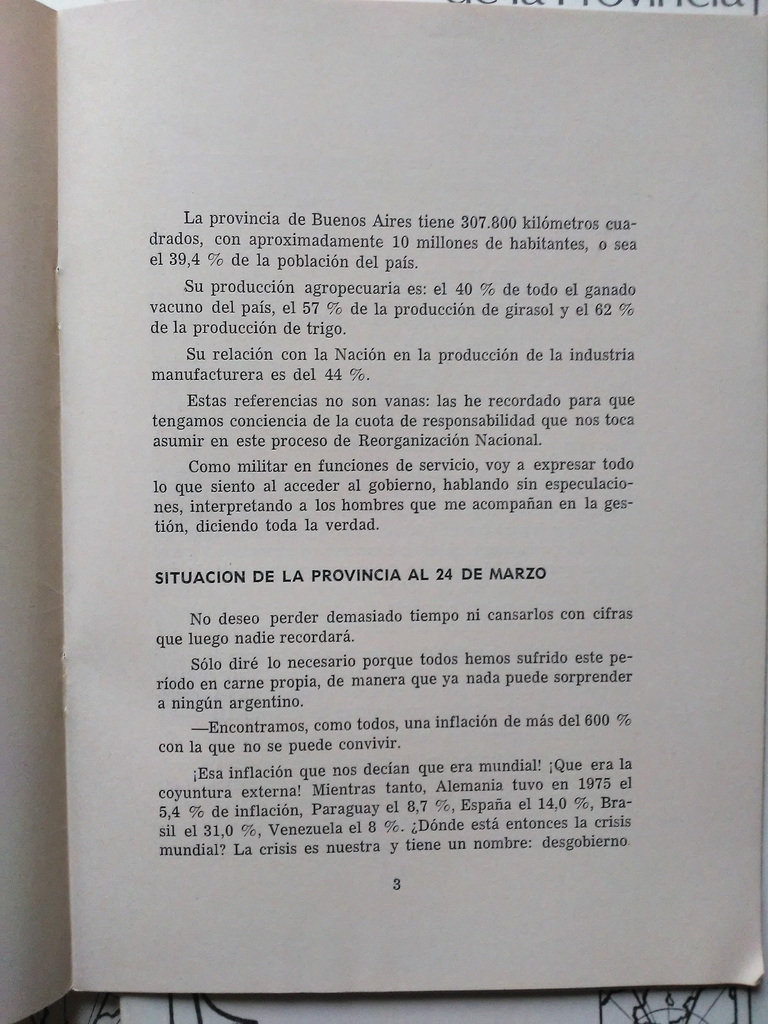 de la Provincia
La provincia de Buenos Aires tiene 307.800 kilómetros cua-
drados, con aproximadamente 10 millones de habitantes, o sea
el 39,4 % de la población del país.
Su producción agropecuaria es: el 40 % de todo el ganado
vacuno del país, el 57 % de la producción de girasol y el 62 %
de la producción de trigo.
Su relación con la Nación en la producción de la industria
manufacturera es del 44 %.
Estas referencias no son vanas: las he recordado para que
tengamos conciencia de la cuota de responsabilidad que nos toca
asumir en este proceso de Reorganización Nacional.
Como militar en funciones de servicio, voy a expresar todo
lo que siento al acceder al gobierno, hablando sin especulacio-
nes, interpretando a los hombres que me acompañan en la ges-
tión, diciendo toda la verdad.
SITUACION DE LA PROVINCIA AL 24 DE MARZO
No deseo perder demasiado tiempo ni cansarlos con cifras
que luego nadie recordará.
Sólo diré lo necesario porque todos hemos sufrido este pe-
ríodo en carne propia, de manera que ya nada puede sorprender
a ningún argentino.
—Encontramos, como todos, una inflación de más del 600 %
con la que no se puede convivir.
¡Esa inflación que nos decían que era mundial! ¡Que era la
coyuntura externa! Mientras tanto, Alemania tuvo en 1975 el
5,4 % de inflación, Paraguay el 8,7 %, España el 14,0 %, Bra-
sil el 31,0 %, Venezuela el 8 %. ¿Dónde está entonces la crisis
mundial? La crisis es nuestra y tiene un nombre: desgobierno.
3